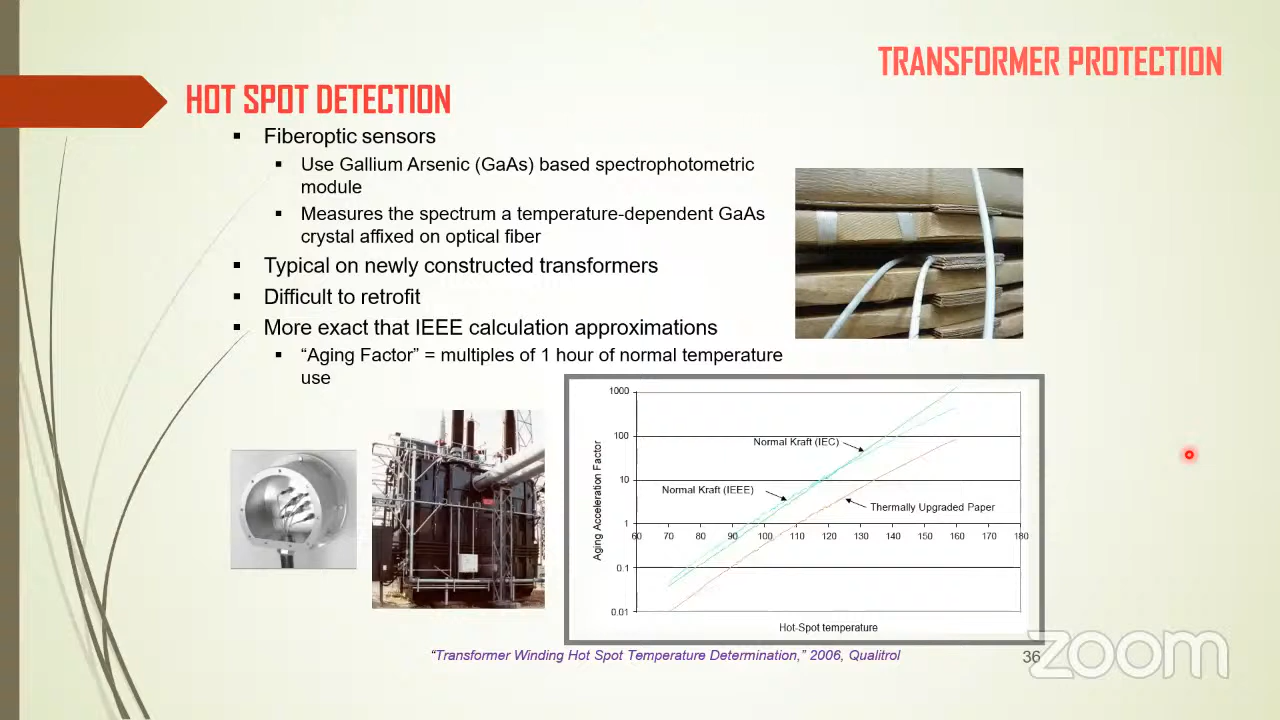 TRANSFORMER PROTECTION
HOT SPOT DETECTION
Fiberoptic sensors
Use Gallium Arsenic (GaAs) based spectrophotometric
module
Measures the spectrum a temperature-dependent GaAs
crystal affixed on optical fiber
Typical on newly constructed transformers
Difficult to retrofit
More exact that IEEE calculation approximations
“Aging Factor” = multiples of 1 hour of normal temperature
use
1000
100
10
1
0.1
0.01
Aging Acceleration Factor
Normal Kraft (IEC)
Normal Kraft (IEEE)
Thermally Upgraded Paper
60 70 80 90 100 110 120 130 140 150 160 170 180
Hot-Spot temperature
“Transformer Winding Hot Spot Temperature Determination,” 2006, Qualitrol
36
zoom